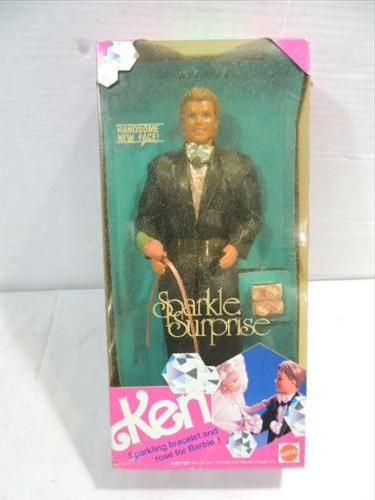 HANDSOME
NEW FACE!
Sparkle
Surprise
Ken
Sparkling bracelet and
rose for Barbie!
MATTEL